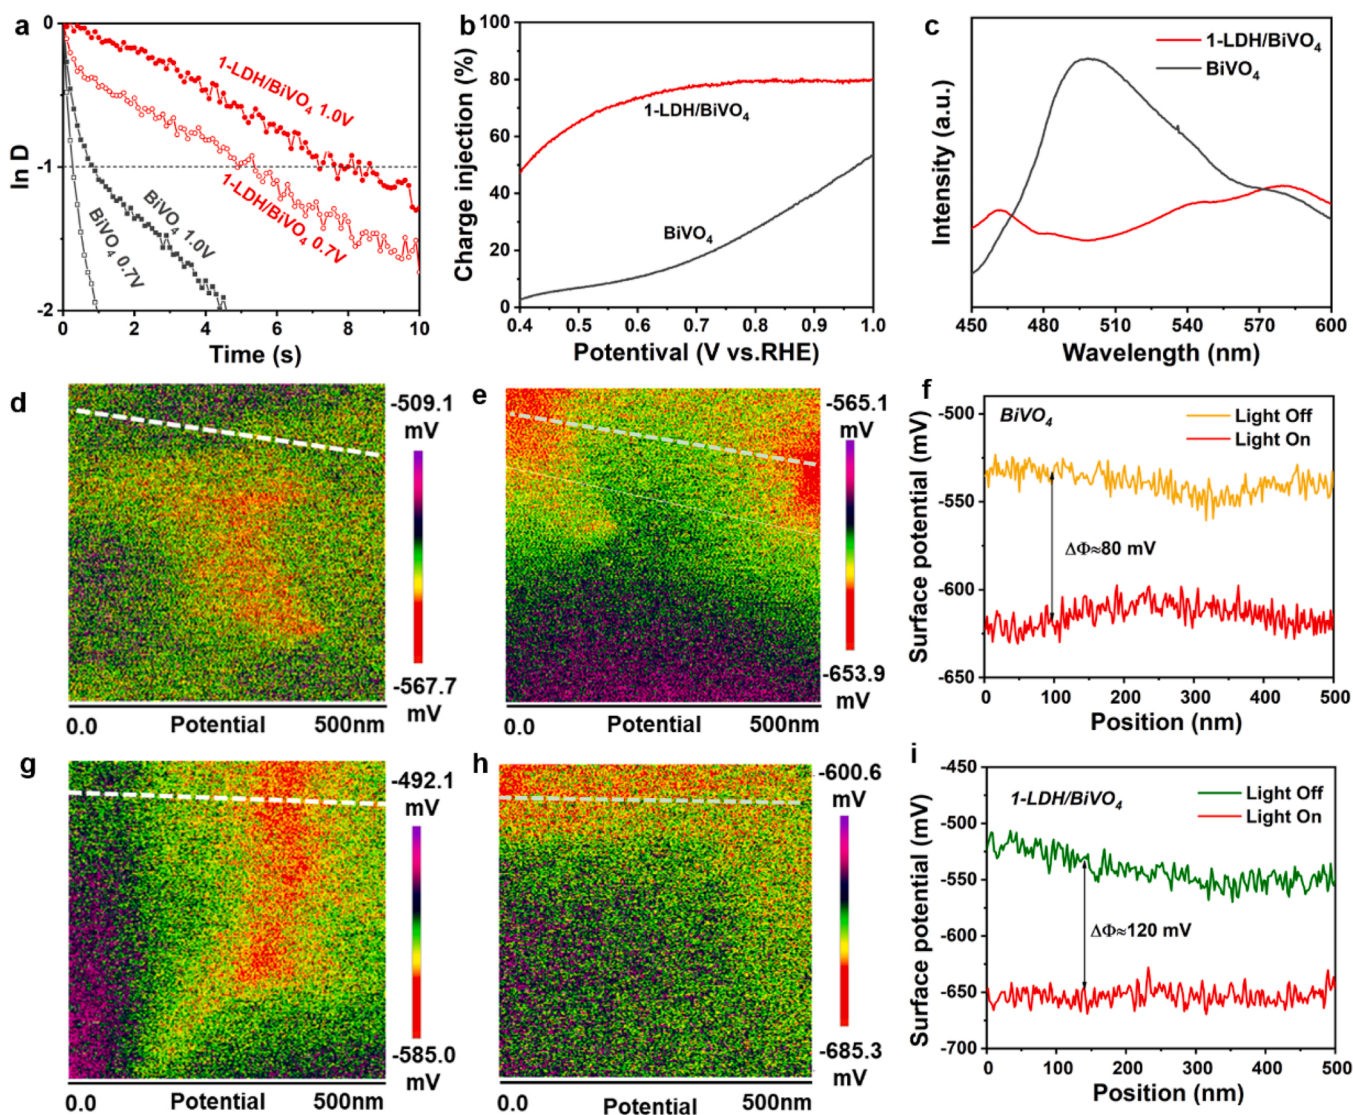 a
0
-1
-2
ln D
1-LDH/BiVO₄ 1.0V
1-LDH/BiVO₄ 0.7V
BiVO₄ 1.0V
BiVO₄ 0.7V
0 2 4 6 8 10
Time (s)
b
100
80
60
40
20
0
Charge injection (%)
1-LDH/BiVO₄
BiVO₄
0.4 0.5 0.6 0.7 0.8 0.9 1.0
Potentival (V vs.RHE)
c
Intensity (a.u.)
1-LDH/BiVO₄
BiVO₄
450 480 510 540 570 600
Wavelength (nm)
d
-509.1
mV
-567.7
mV
0.0 Potential 500nm
e
-565.1
mV
-653.9
mV
0.0 Potential 500nm
f
-500
-550
-600
-650
Surface potential (mV)
BiVO₄
Light Off
Light On
ΔΦ≈80 mV
0 100 200 300 400 500
Position (nm)
g
-492.1
mV
-585.0
mV
0.0 Potential 500nm
h
-600.6
mV
-685.3
mV
0.0 Potential 500nm
i
-450
-500
-550
-600
-650
-700
Surface potential (mV)
1-LDH/BiVO₄
Light Off
Light On
ΔΦ≈120 mV
0 100 200 300 400 500
Position (nm)